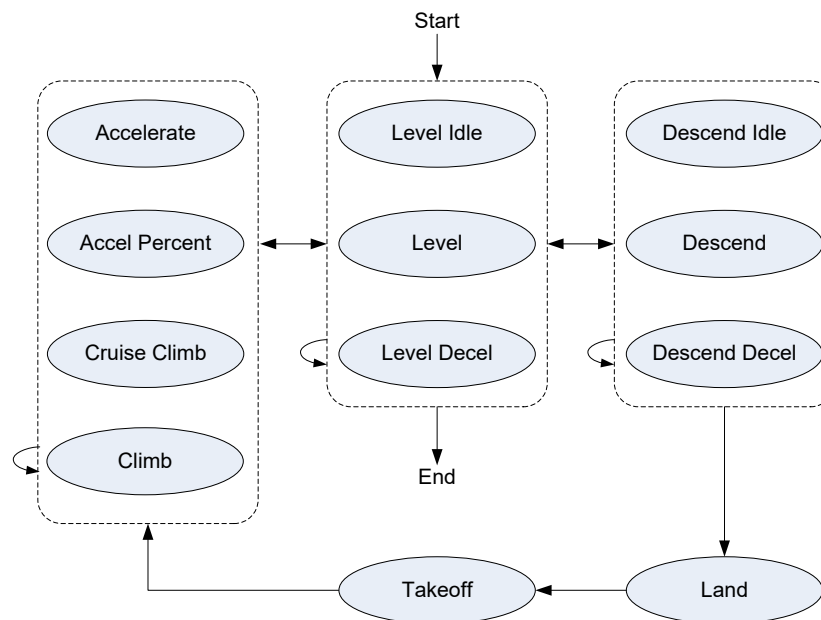 Start
Accelerate
Level Idle
Descend Idle
Accel Percent
Level
Descend
Cruise Climb
Level Decel
Descend Decel
Climb
End
Takeoff
Land